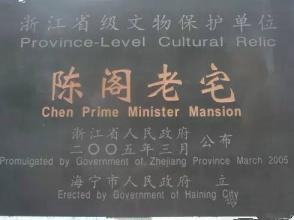 浙江省级文物保护单位
Province-Level Cultural Relic
陈阁老宅
Chen Prime Minister Mansion
浙江省人民政府
二〇〇五年三月 公布
Promulgated by Government of Zhejiang Province March 2005
海宁市人民政府 立
Erected by Government of Haining City